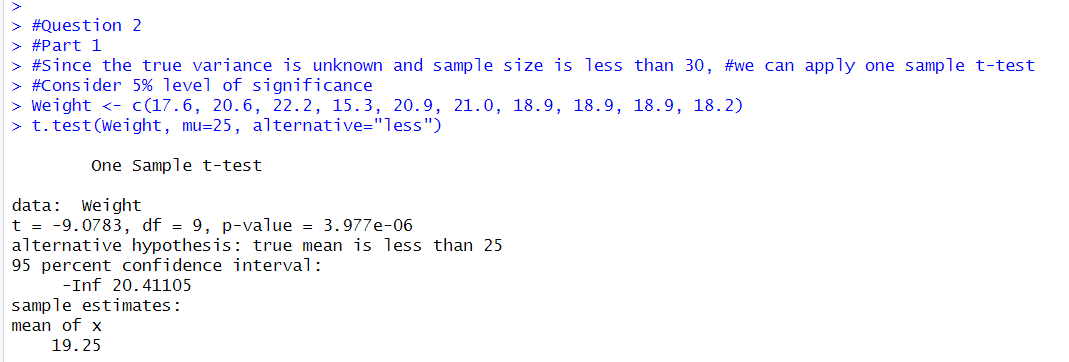 >
> #Question 2
> #Part 1
> #Since the true variance is unknown and sample size is less than 30, #we can apply one sample t-test
> #Consider 5% level of significance
> Weight <- c(17.6, 20.6, 22.2, 15.3, 20.9, 21.0, 18.9, 18.9, 18.9, 18.2)
> t.test(Weight, mu=25, alternative="less")
One Sample t-test
data: Weight
t = -9.0783, df = 9, p-value = 3.977e-06
alternative hypothesis: true mean is less than 25
95 percent confidence interval:
-Inf 20.41105
sample estimates:
mean of x
19.25